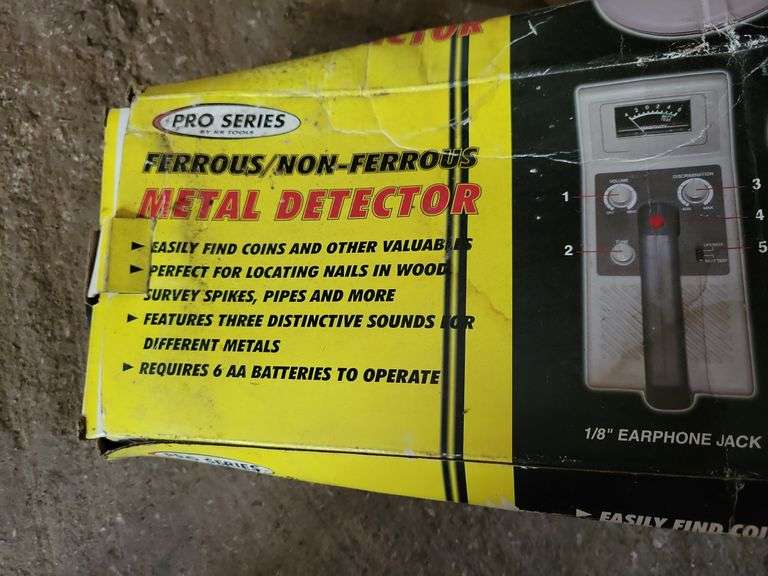 CTOR
PRO SERIES
BY RR TOOLS
FERROUS/NON-FERROUS
METAL DETECTOR
► EASILY FIND COINS AND OTHER VALUABLES
► PERFECT FOR LOCATING NAILS IN WOOD,
SURVEY SPIKES, PIPES AND MORE
► FEATURES THREE DISTINCTIVE SOUNDS FOR
DIFFERENT METALS
► REQUIRES 6 AA BATTERIES TO OPERATE
PRO SERIES
VOLUME
DISCRIMINATION
MAX
1
2
3
4
5
1/8" EARPHONE JACK
► EASILY FIND COI